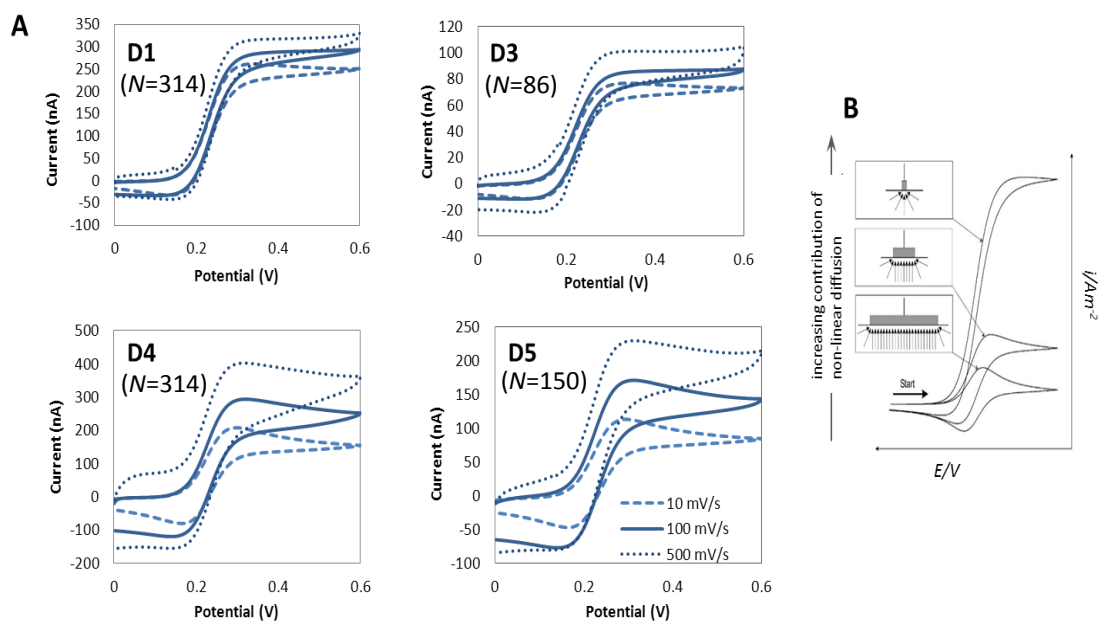 A
D1
(N=314)
350
300
250
200
150
100
50
0
-50
-100
Current (nA)
0
0.2
0.4
0.6
Potential (V)
D3
(N=86)
120
100
80
60
40
20
0
-20
-40
Current (nA)
0
0.2
0.4
0.6
Potential (V)
D4
(N=314)
500
400
300
200
100
0
-100
-200
Current (nA)
0
0.2
0.4
0.6
Potential (V)
D5
(N=150)
250
200
150
100
50
0
-50
-100
Current (nA)
10 mV/s
100 mV/s
500 mV/s
0
0.2
0.4
0.6
Potential (V)
B
increasing contribution of
non-linear diffusion
Start
i/Am-2
E/V